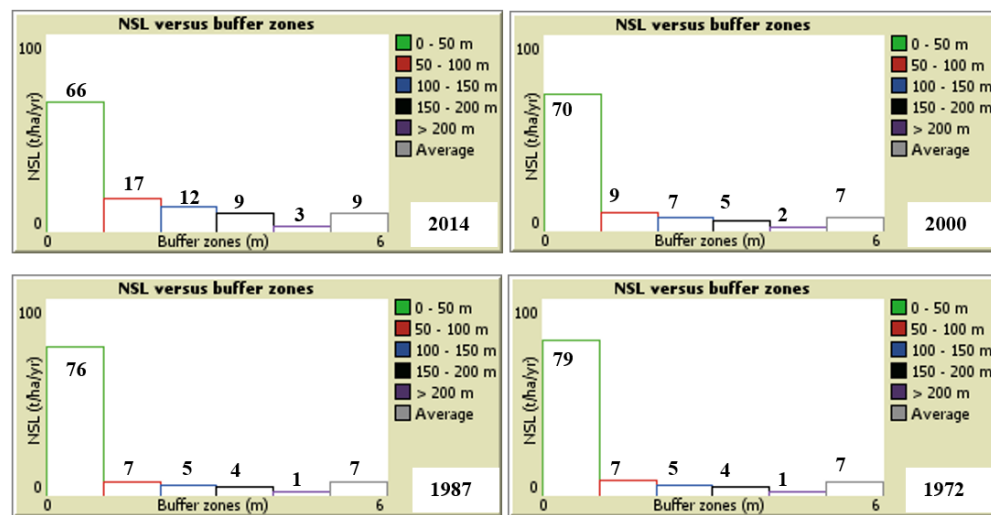 NSL versus buffer zones
100
NSL (t/ha/yr)
0
66
17
12
9
3
9
0
Buffer zones (m)
6
0 - 50 m
50 - 100 m
100 - 150 m
150 - 200 m
> 200 m
Average
2014
NSL versus buffer zones
100
NSL (t/ha/yr)
0
70
9
7
5
2
7
0
Buffer zones (m)
6
0 - 50 m
50 - 100 m
100 - 150 m
150 - 200 m
> 200 m
Average
2000
NSL versus buffer zones
100
NSL (t/ha/yr)
0
76
7
5
4
1
7
0
Buffer zones (m)
6
0 - 50 m
50 - 100 m
100 - 150 m
150 - 200 m
> 200 m
Average
1987
NSL versus buffer zones
100
NSL (t/ha/yr)
0
79
7
5
4
1
7
0
Buffer zones (m)
6
0 - 50 m
50 - 100 m
100 - 150 m
150 - 200 m
> 200 m
Average
1972